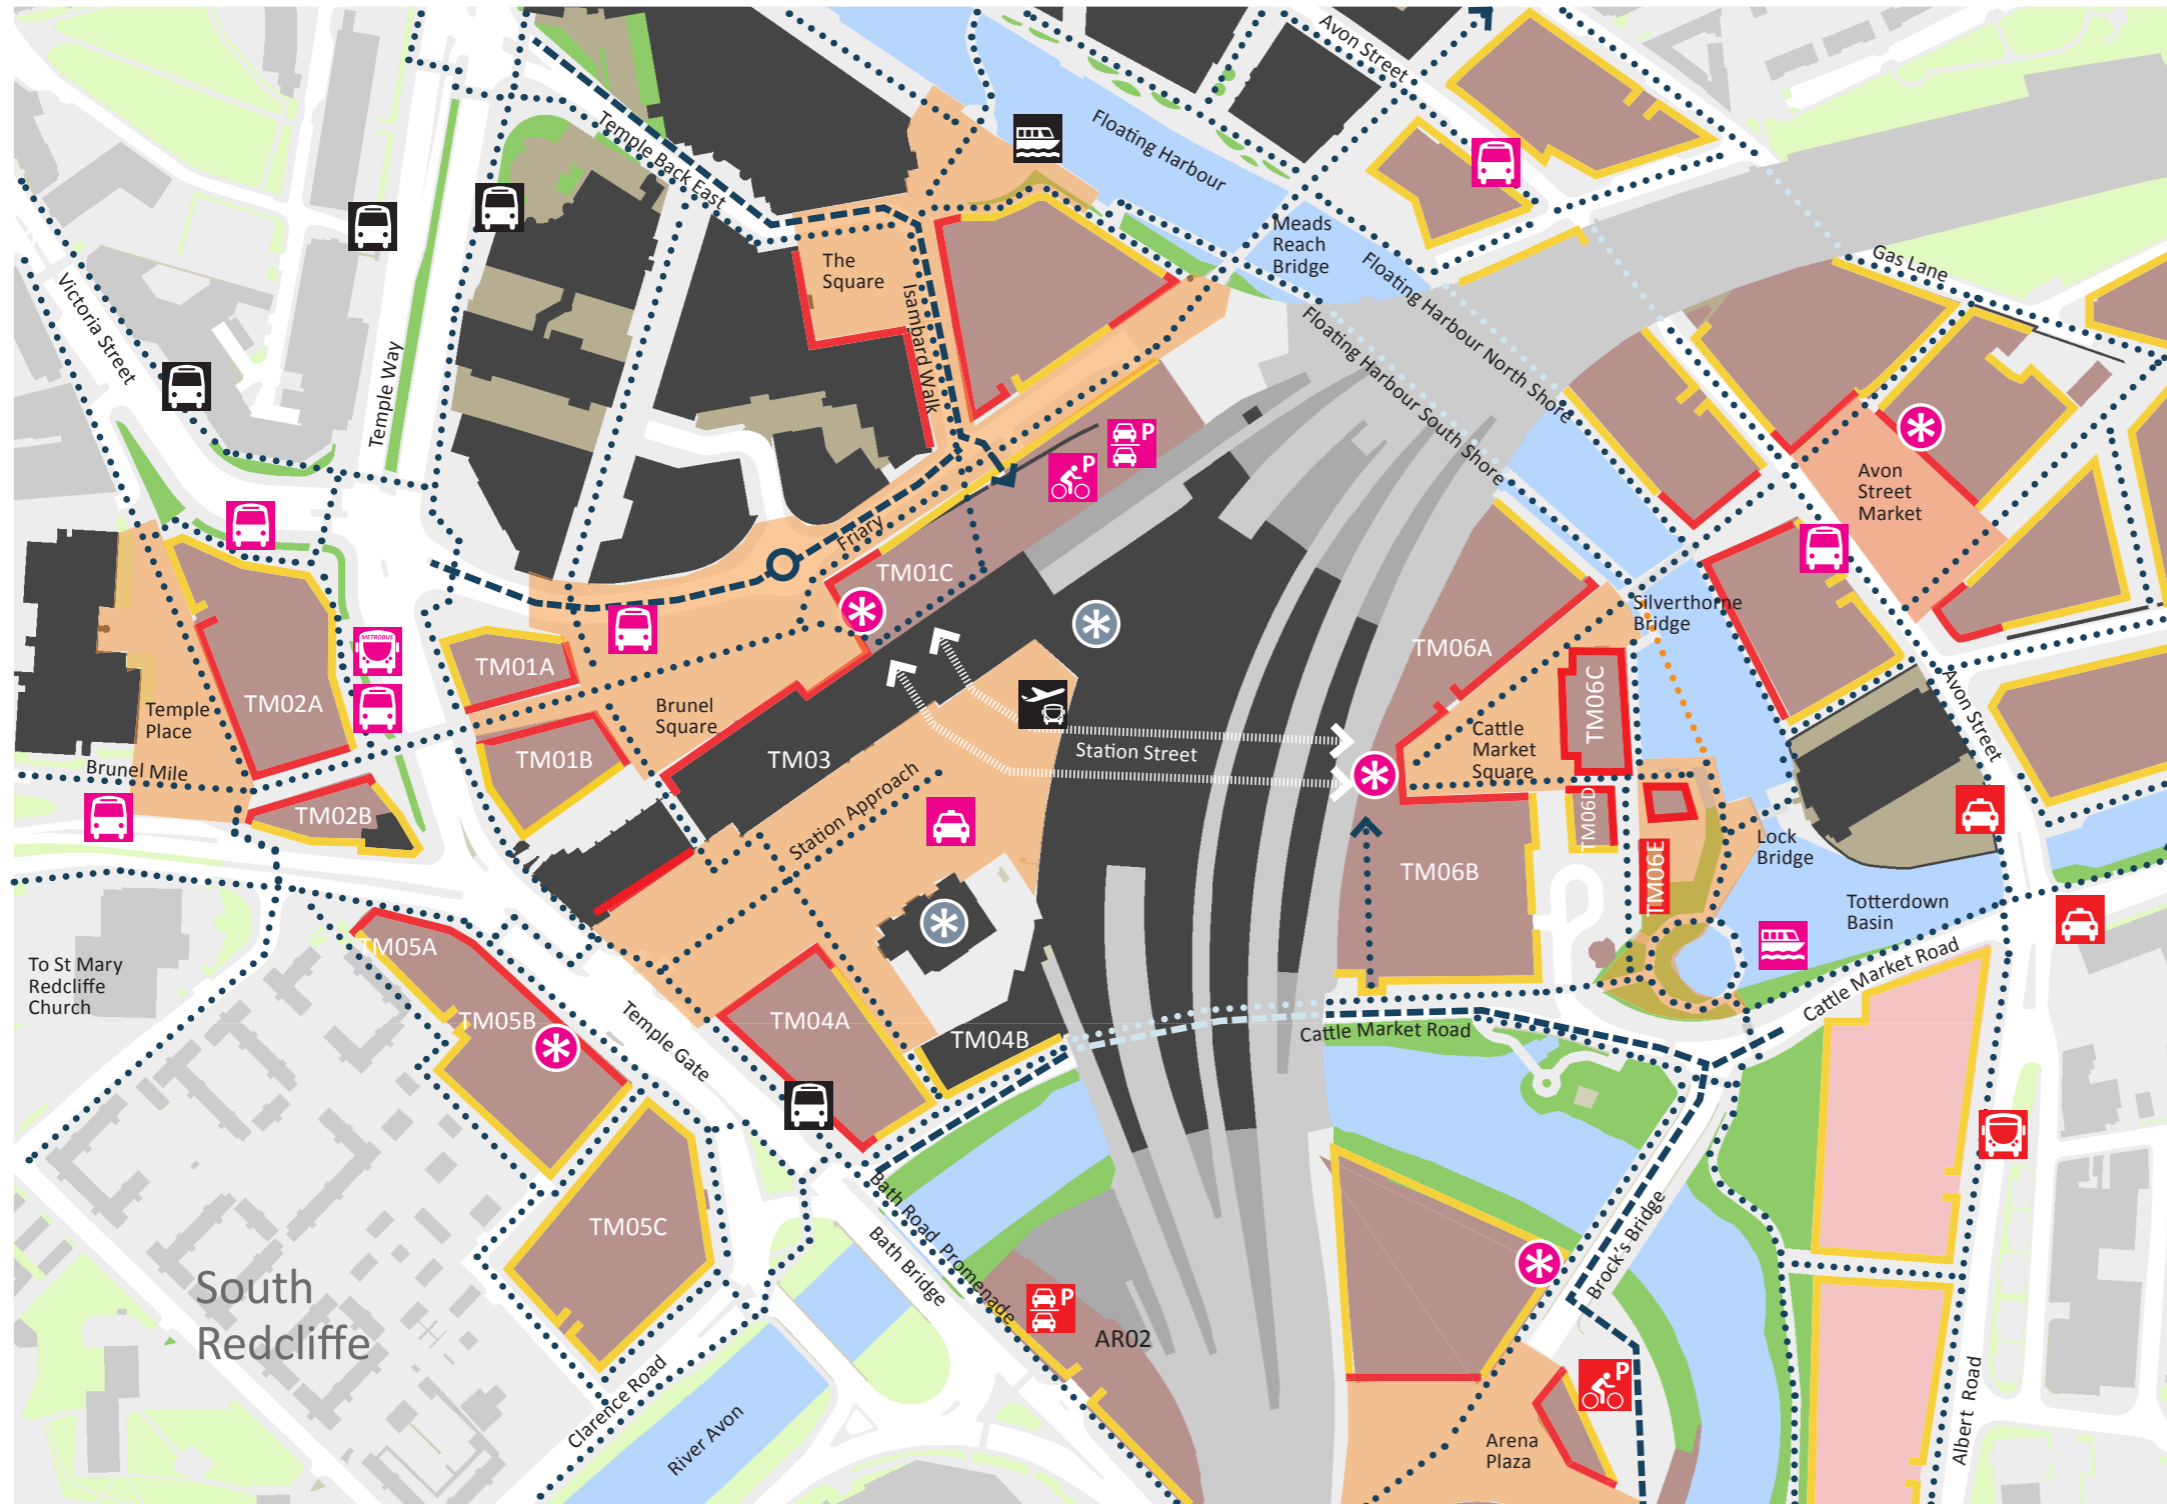 Avon Street
Temple Back East
Floating Harbour
The
Square
Isambard Walk
Meads
Reach
Bridge
Floating Harbour North Shore
Floating Harbour South Shore
Gas Lane
Victoria Street
Temple Way
P
P
Avon
Street
Market
Friary
TM01C
METROBUS
TM01A
TM02A
Temple
Place
Brunel
Square
TM01B
TM03
Brunel Mile
TM02B
Station Approach
Station Street
TM06A
Silverthorne
Bridge
TM06C
Cattle
Market
Square
TM06D
TM06B
TM06E
Lock
Bridge
Avon Street
Totterdown
Basin
Cattle Market Road
To St Mary
Redcliffe
Church
TM05A
TM05B
Temple Gate
TM04A
TM04B
Cattle Market Road
TM05C
Bath Road Promenade
Bath Bridge
Brock's Bridge
P
AR02
South
Redcliffe
Clarence Road
River Avon
P
Arena
Plaza
Albert Road